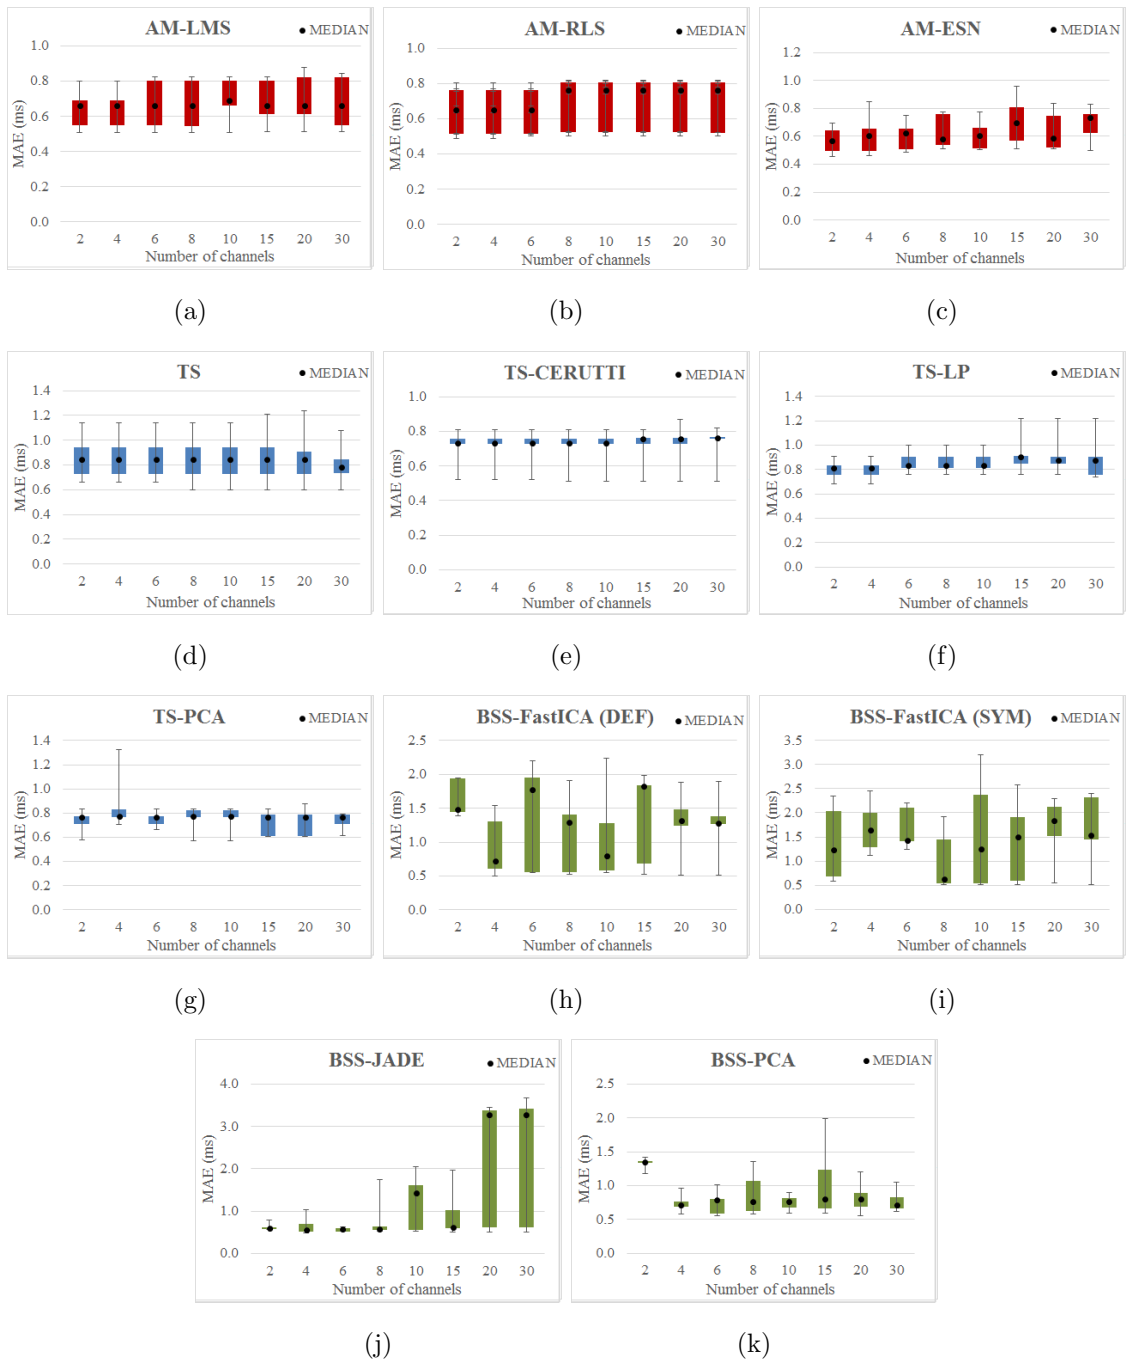 AM-LMS
MEDIAN
MAE (ms)
1.0
0.8
0.6
0.4
0.2
0.0
2 4 6 8 10 15 20 30
Number of channels
(a)
AM-RLS
MEDIAN
MAE (ms)
1.0
0.8
0.6
0.4
0.2
0.0
2 4 6 8 10 15 20 30
Number of channels
(b)
AM-ESN
MEDIAN
MAE (ms)
1.2
1.0
0.8
0.6
0.4
0.2
0.0
2 4 6 8 10 15 20 30
Number of channels
(c)
TS
MEDIAN
MAE (ms)
1.4
1.2
1.0
0.8
0.6
0.4
0.2
0.0
2 4 6 8 10 15 20 30
Number of channels
(d)
TS-CERUTTI
MEDIAN
MAE (ms)
1.0
0.8
0.6
0.4
0.2
0.0
2 4 6 8 10 15 20 30
Number of channels
(e)
TS-LP
MEDIAN
MAE (ms)
1.4
1.2
1.0
0.8
0.6
0.4
0.2
0.0
2 4 6 8 10 15 20 30
Number of channels
(f)
TS-PCA
MEDIAN
MAE (ms)
1.4
1.2
1.0
0.8
0.6
0.4
0.2
0.0
2 4 6 8 10 15 20 30
Number of channels
(g)
BSS-FastICA (DEF)
MEDIAN
MAE (ms)
2.5
2.0
1.5
1.0
0.5
0.0
2 4 6 8 10 15 20 30
Number of channels
(h)
BSS-FastICA (SYM)
MEDIAN
MAE (ms)
3.5
3.0
2.5
2.0
1.5
1.0
0.5
0.0
2 4 6 8 10 15 20 30
Number of channels
(i)
BSS-JADE
MEDIAN
MAE (ms)
4.0
3.0
2.0
1.0
0.0
2 4 6 8 10 15 20 30
Number of channels
(j)
BSS-PCA
MEDIAN
MAE (ms)
2.5
2.0
1.5
1.0
0.5
0.0
2 4 6 8 10 15 20 30
Number of channels
(k)